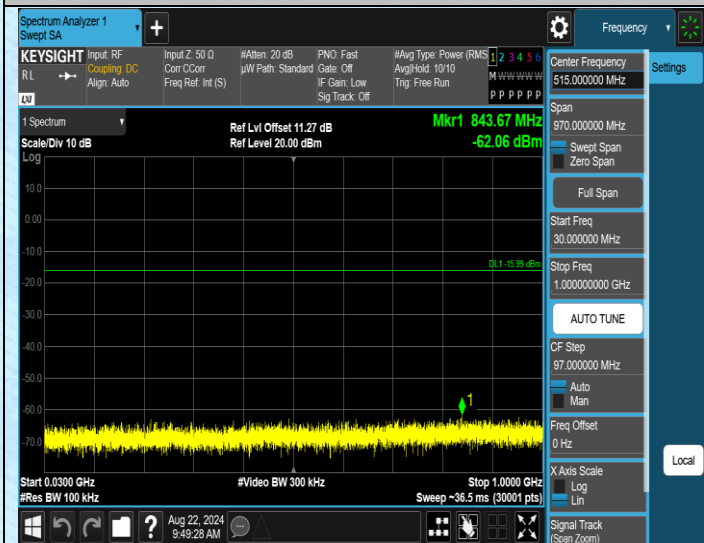 Spectrum Analyzer 1
Swept SA
Frequency
KEYSIGHT
RL
LXI
Input: RF
Coupling: DC
Align: Auto
Input Z: 50 Ω
Corr CCorr
Freq Ref: Int (S)
#Atten: 20 dB
µW Path: Standard
PNO: Fast
Gate: Off
IF Gain: Low
Sig Track: Off
#Avg Type: Power (RMS
Avg|Hold: 10/10
Trig: Free Run
1 2 3 4 5 6
M W W W W W
P P P P P P
1 Spectrum
Scale/Div 10 dB
Log
Ref Lvl Offset 11.27 dB
Ref Level 20.00 dBm
Mkr1 843.67 MHz
-62.06 dBm
10.0
0.00
-10.0
DL1 -15.99 dBm
-20.0
-30.0
-40.0
-50.0
-60.0
-70.0
1
Start 0.0300 GHz
#Res BW 100 kHz
#Video BW 300 kHz
Stop 1.0000 GHz
Sweep ~36.5 ms (30001 pts)
Aug 22, 2024
9:49:28 AM
Center Frequency
515.000000 MHz
Span
970.000000 MHz
Swept Span
Zero Span
Full Span
Start Freq
30.000000 MHz
Stop Freq
1.000000000 GHz
AUTO TUNE
CF Step
97.000000 MHz
Auto
Man
Freq Offset
0 Hz
X Axis Scale
Log
Lin
Signal Track
(Span Zoom)
Settings
Local